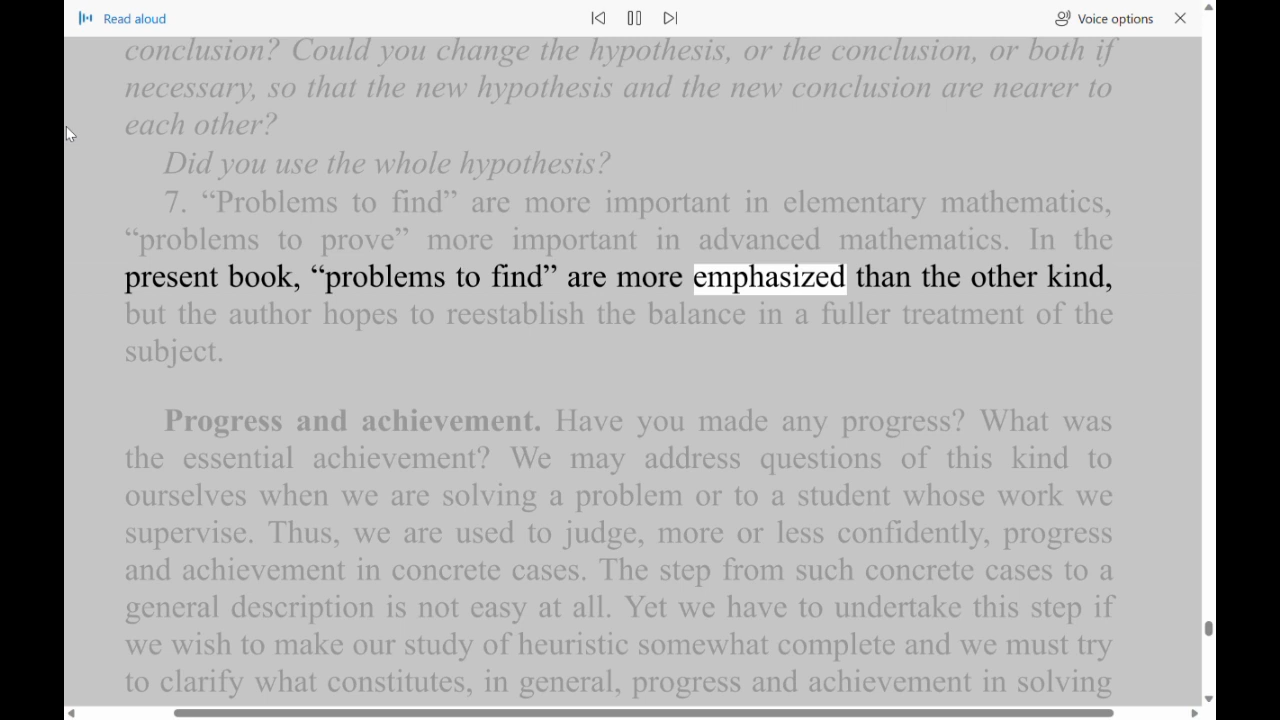 Read aloud
Voice options
conclusion? Could you change the hypothesis, or the conclusion, or both if
necessary, so that the new hypothesis and the new conclusion are nearer to
each other?
Did you use the whole hypothesis?
7. “Problems to find” are more important in elementary mathematics,
“problems to prove” more important in advanced mathematics. In the
present book, “problems to find” are more emphasized than the other kind,
but the author hopes to reestablish the balance in a fuller treatment of the
subject.
Progress and achievement. Have you made any progress? What was
the essential achievement? We may address questions of this kind to
ourselves when we are solving a problem or to a student whose work we
supervise. Thus, we are used to judge, more or less confidently, progress
and achievement in concrete cases. The step from such concrete cases to a
general description is not easy at all. Yet we have to undertake this step if
we wish to make our study of heuristic somewhat complete and we must try
to clarify what constitutes, in general, progress and achievement in solving